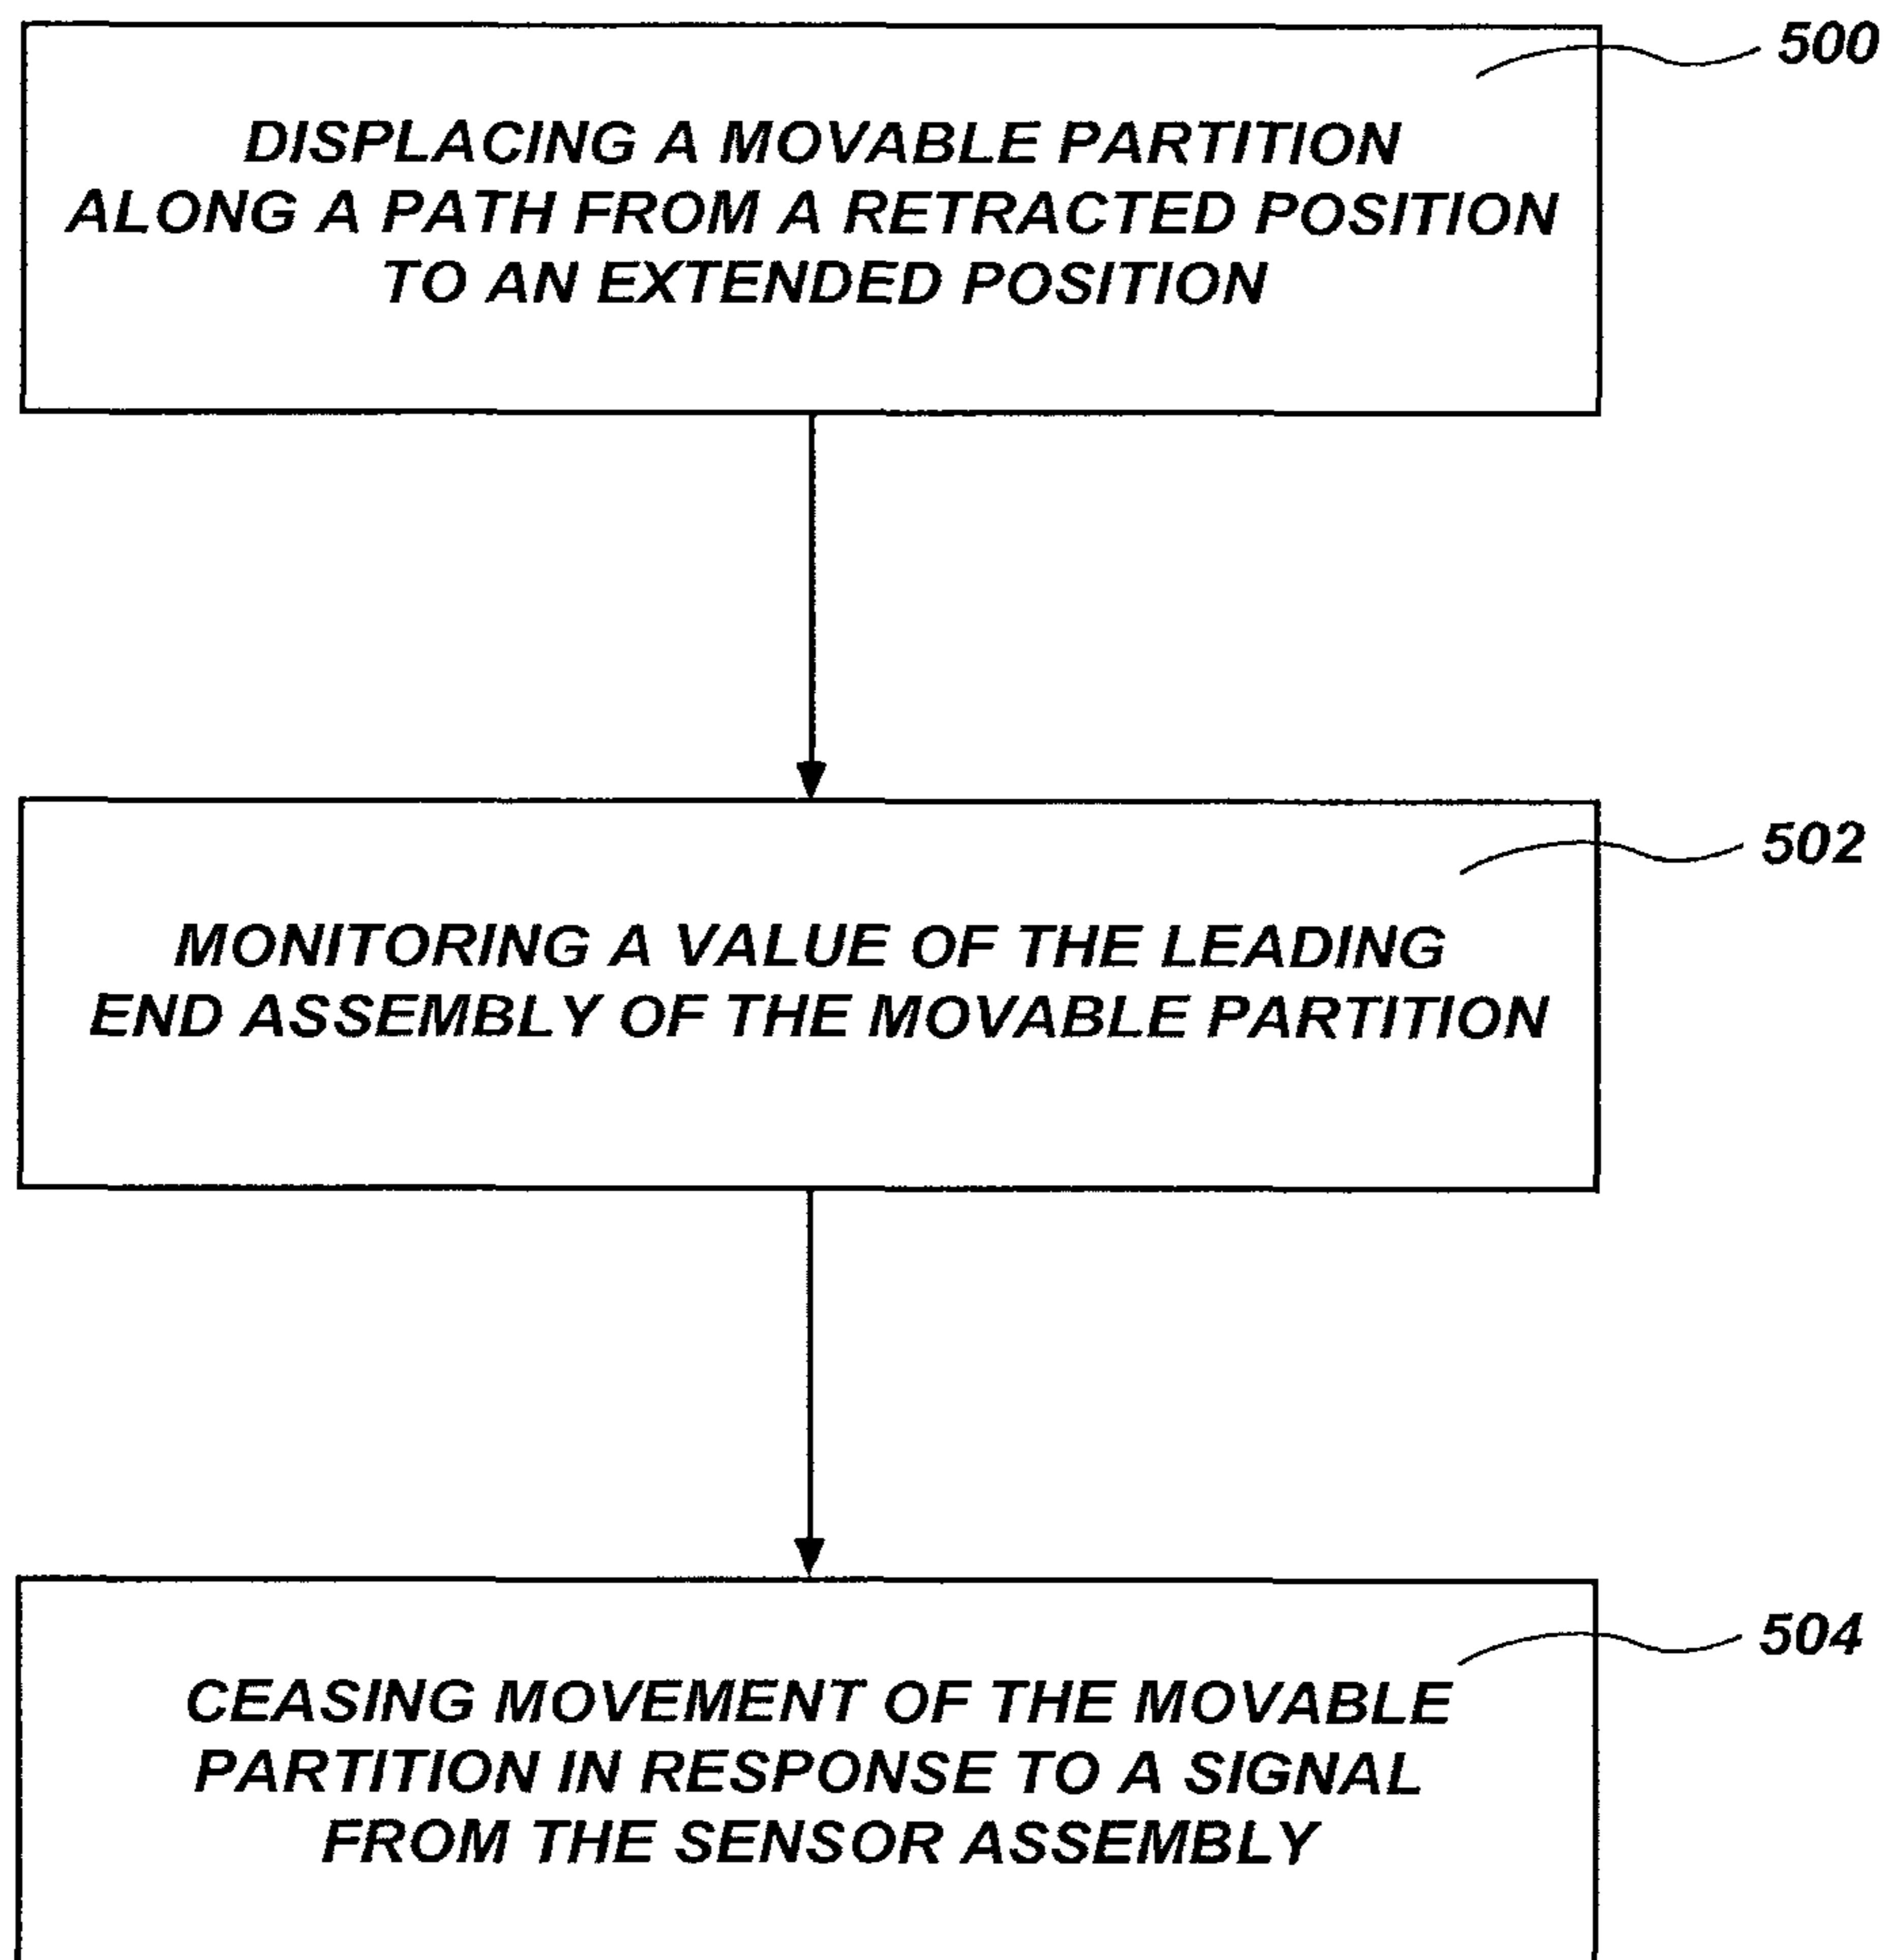 500
DISPLACING A MOVABLE PARTITION
ALONG A PATH FROM A RETRACTED POSITION
TO AN EXTENDED POSITION
502
MONITORING A VALUE OF THE LEADING
END ASSEMBLY OF THE MOVABLE PARTITION
504
CEASING MOVEMENT OF THE MOVABLE
PARTITION IN RESPONSE TO A SIGNAL
FROM THE SENSOR ASSEMBLY